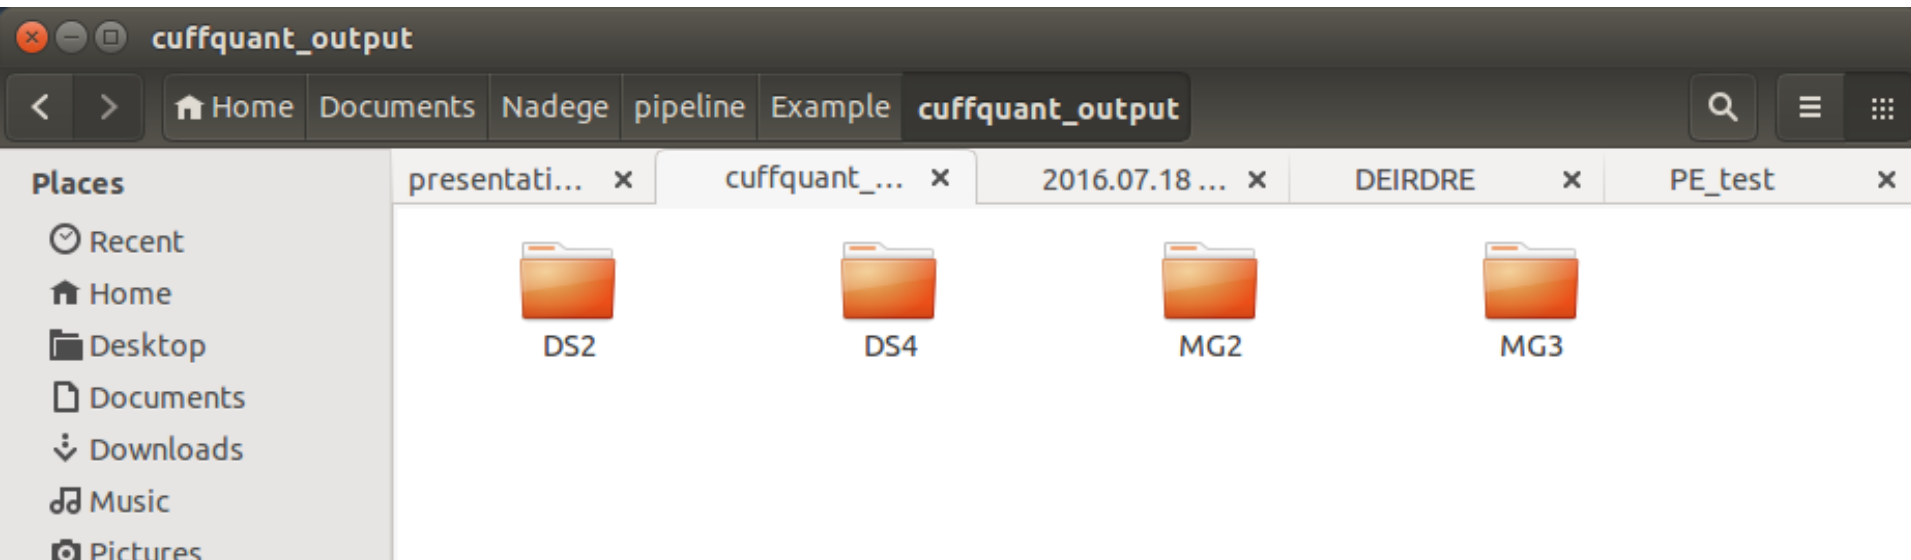 cuffquant_output
Home Documents Nadege pipeline Example cuffquant_output
Places
presentati... cuffquant_... 2016.07.18 ... DEIRDRE PE_test
Recent
Home
Desktop
Documents
Downloads
Music
Pictures
DS2 DS4 MG2 MG3